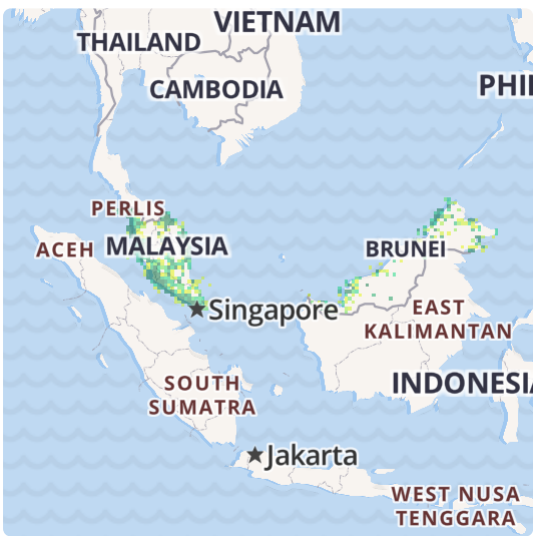 VIETNAM
THAILAND
CAMBODIA
PHI
PERLIS
ACEH
MALAYSIA
BRUNEI
Singapore
EAST
KALIMANTAN
INDONESIA
SOUTH
SUMATRA
Jakarta
WEST NUSA
TENGGARA